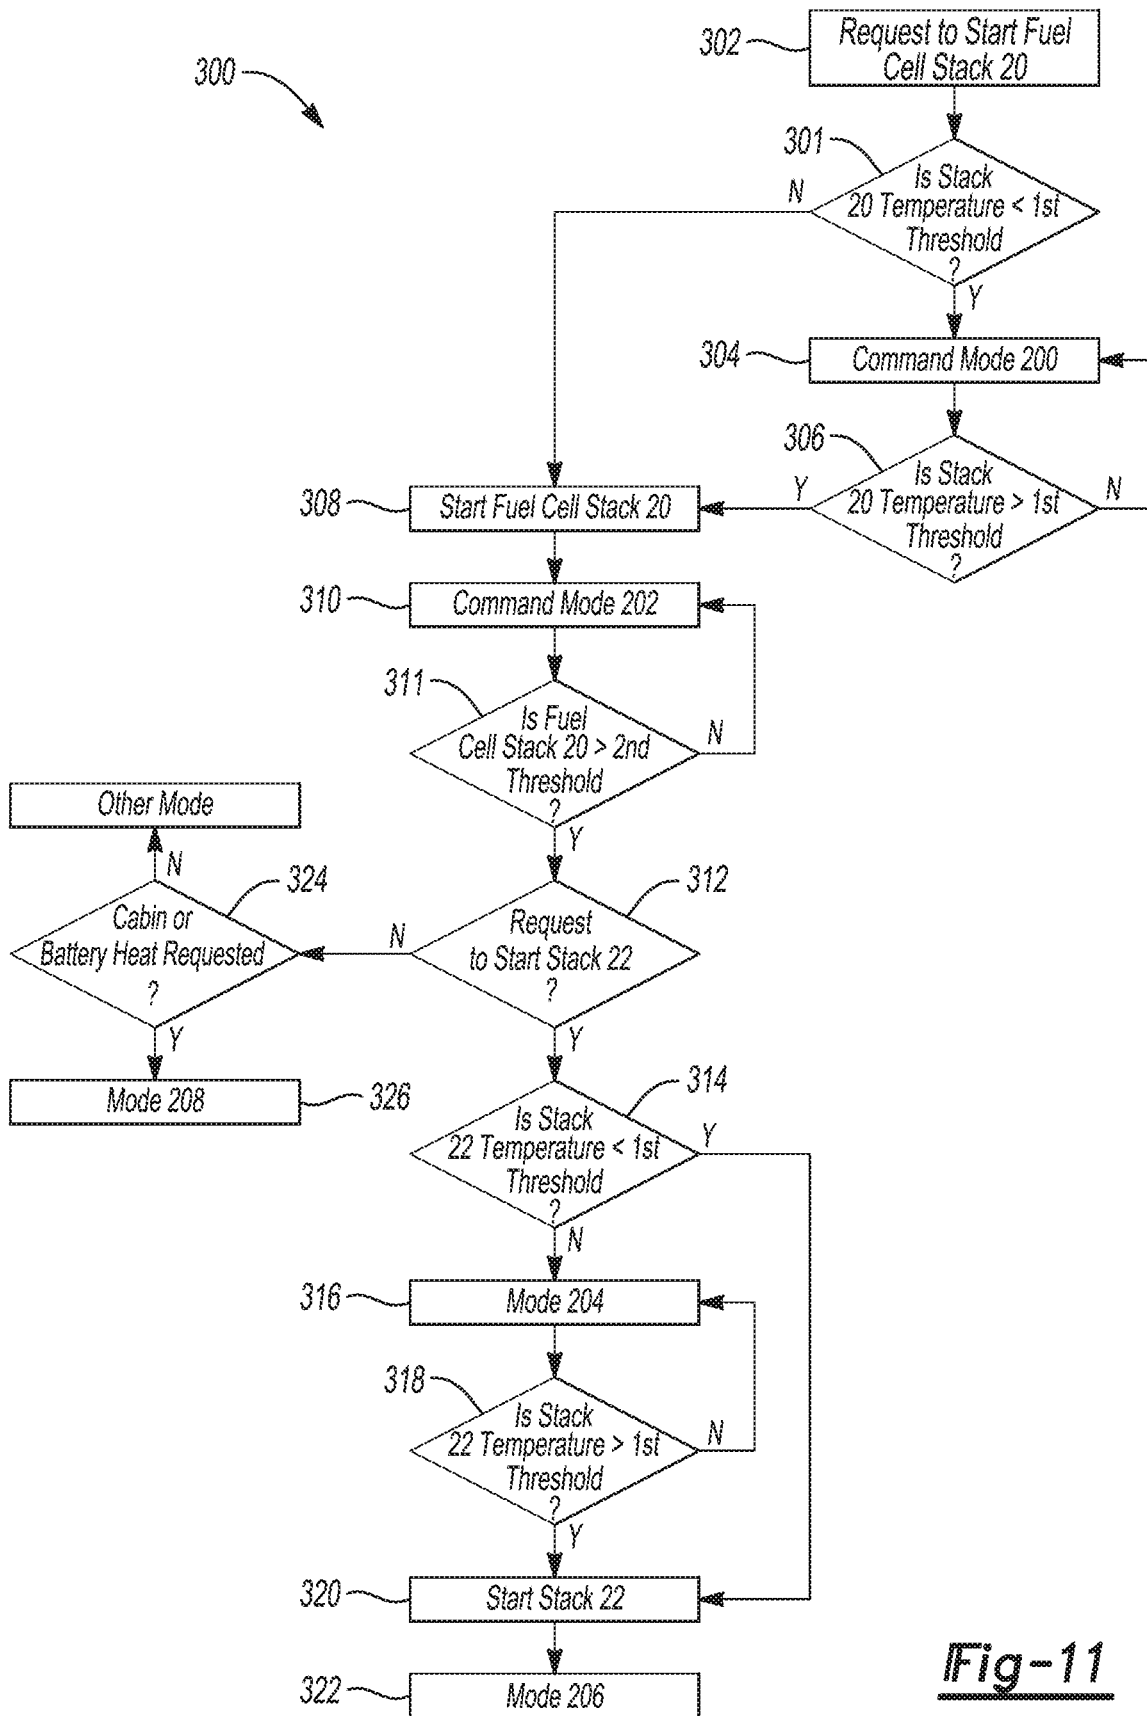 302
Request to Start Fuel
Cell Stack 20
300
301
Is Stack
20 Temperature < 1st
Threshold
?
N
Y
304
Command Mode 200
306
Is Stack
20 Temperature > 1st
Threshold
?
Y
N
308
Start Fuel Cell Stack 20
310
Command Mode 202
311
Is Fuel
Cell Stack 20 > 2nd
Threshold
?
N
Y
Other Mode
N
324
Cabin or
Battery Heat Requested
?
Y
Mode 208
326
312
Request
to Start Stack 22
?
N
Y
314
Is Stack
22 Temperature < 1st
Threshold
?
Y
N
316
Mode 204
318
Is Stack
22 Temperature > 1st
Threshold
?
N
Y
320
Start Stack 22
322
Mode 206
Fig-11